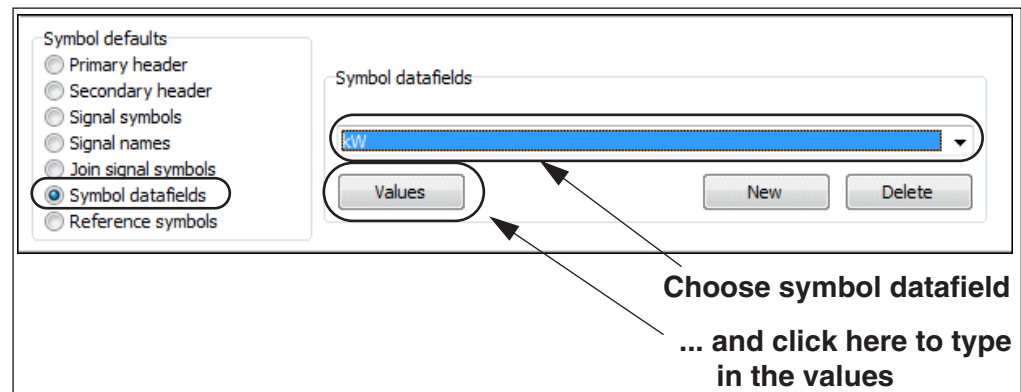 Symbol defaults
Primary header
Secondary header
Signal symbols
Signal names
Join signal symbols
Symbol datafields
Reference symbols
Symbol datafields
kW
Values
New
Delete
Choose symbol datafield
... and click here to type
in the values